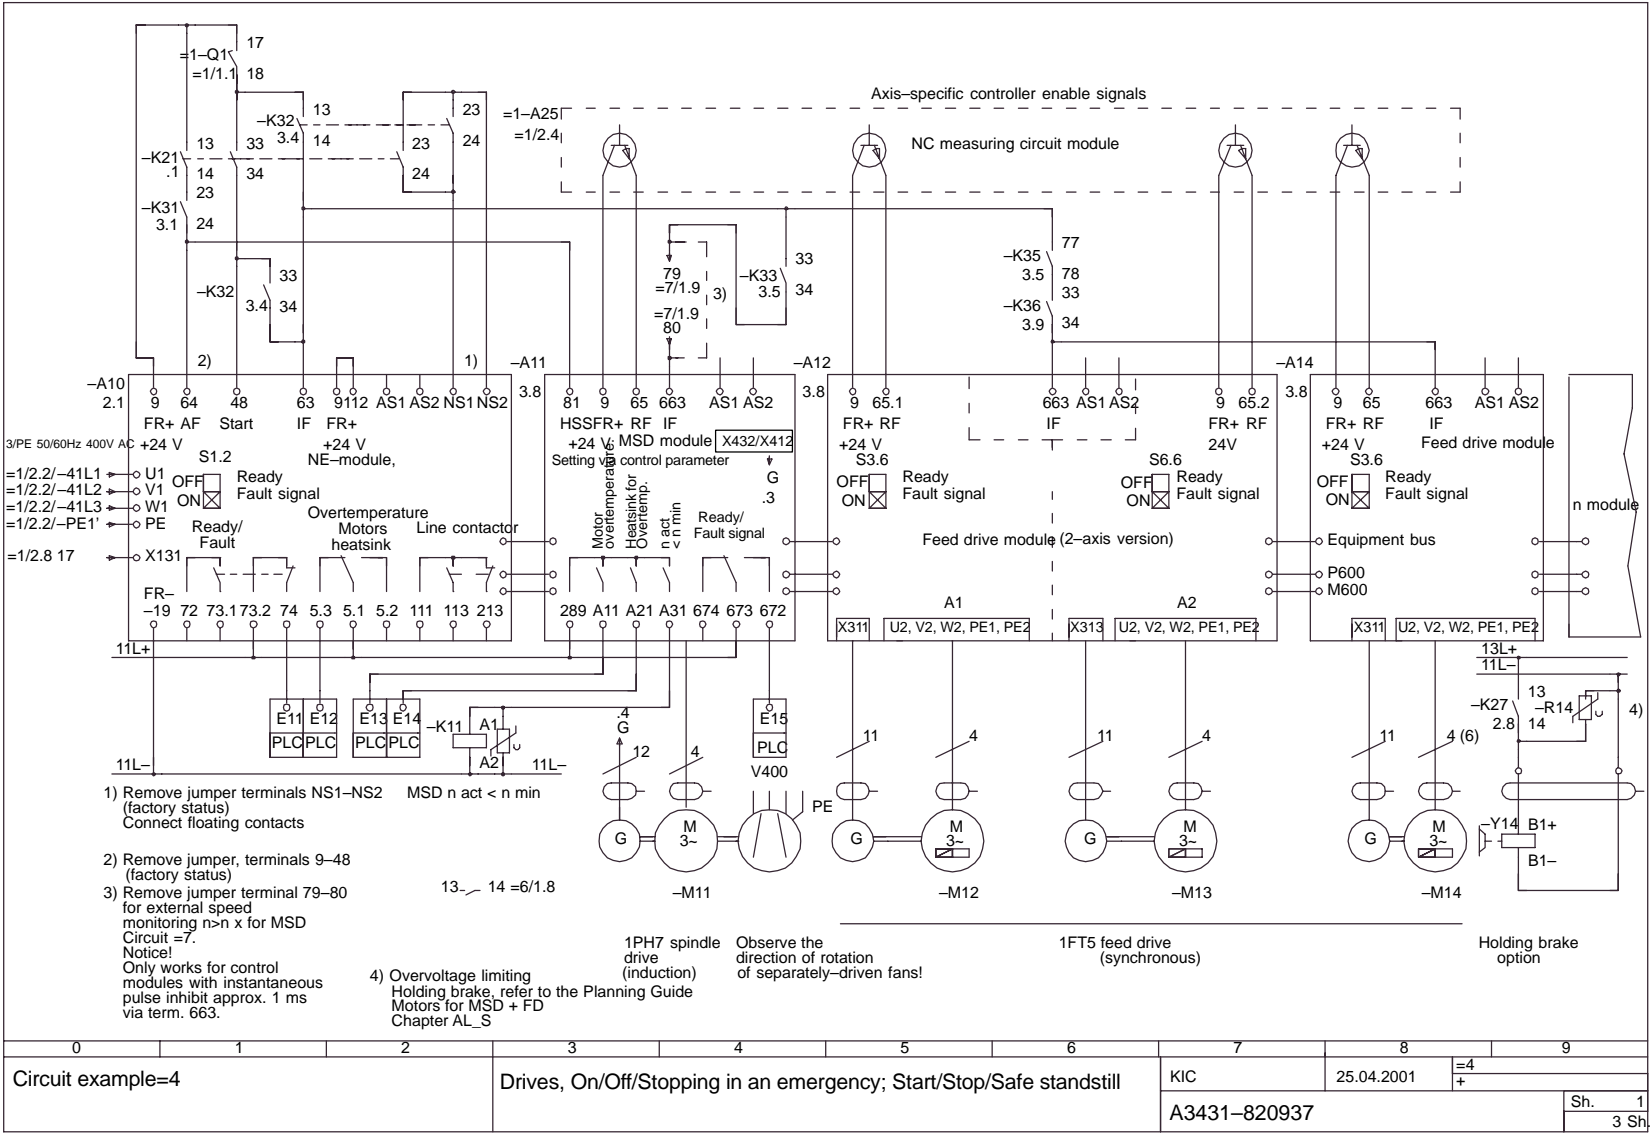 17
=1–Q1
=1/1.1 18
13
–K32
3.4 14
23
24
23
24
13
–K21
.1 14
33
34
23
–K31
3.1 24
33
–K32
3.4 34
=1–A25
=1/2.4
Axis–specific controller enable signals
NC measuring circuit module
79
=7/1.9
=7/1.9
80
3)
33
–K33
3.5 34
77
–K35
3.5 78
33
–K36
3.9 34
2)
1)
–A10
2.1
–A11
3.8
–A12
3.8
–A14
3.8
9 64 48 63 9 112 AS1 AS2 NS1 NS2
FR+ AF Start IF FR+
+24 V +24 V
NE–module,
3/PE 50/60Hz 400V AC
=1/2.2/–41L1 U1
=1/2.2/–41L2 V1
=1/2.2/–41L3 W1
=1/2.2/–PE1' PE
=1/2.8 17 X131
S1.2
OFF
ON
Ready
Fault signal
Ready/
Fault
Overtemperature
Motors
heatsink
Line contactor
FR–
–19 72 73.1 73.2 74 5.3 5.1 5.2 111 113 213
81 9 65 663 AS1 AS2
HSS FR+ RF IF
+24 V MSD module X432/X412
Setting via control parameter
G
.3
Motor
overtemperature.
Heatsink for
Overtemp.
n act
< n min
Ready/
Fault signal
289 A11 A21 A31 674 673 672
9 65.1 663 AS1 AS2 9 65.2
FR+ RF IF FR+ RF
+24 V 24V
S3.6
OFF
ON
Ready
Fault signal
S6.6
OFF
ON
Ready
Fault signal
Feed drive module (2–axis version)
A1 A2
X311 U2, V2, W2, PE1, PE2 X313 U2, V2, W2, PE1, PE2
9 65 663 AS1 AS2
FR+ RF IF
+24 V Feed drive module
S3.6
OFF
ON
Ready
Fault signal
Equipment bus
P600
M600
X311 U2, V2, W2, PE1, PE2
n module
11L+
13L+
11L–
E11 E12 E13 E14
PLC PLC PLC PLC
–K11
A1
A2
.4
G
E15
PLC
V400
PE
11L–
11L–
12 4 11 4 11 4 11 4 (6)
–K27
2.8
13
14
–R14
4)
G M
3~
G M
3~
G M
3~
G M
3~
–Y14 B1+
B1–
–M11 –M12 –M13 –M14
1) Remove jumper terminals NS1–NS2
(factory status)
Connect floating contacts
MSD n act < n min
2) Remove jumper, terminals 9–48
(factory status)
3) Remove jumper terminal 79–80
for external speed
monitoring n>n x for MSD
Circuit =7.
Notice!
Only works for control
modules with instantaneous
pulse inhibit approx. 1 ms
via term. 663.
13 14 =6/1.8
4) Overvoltage limiting
Holding brake, refer to the Planning Guide
Motors for MSD + FD
Chapter AL_S
1PH7 spindle
drive
(induction)
Observe the
direction of rotation
of separately–driven fans!
1FT5 feed drive
(synchronous)
Holding brake
option
0 1 2 3 4 5 6 7 8 9
Circuit example=4
Drives, On/Off/Stopping in an emergency; Start/Stop/Safe standstill
KIC 25.04.2001 =4
+
A3431–820937
Sh. 1
3 Sh